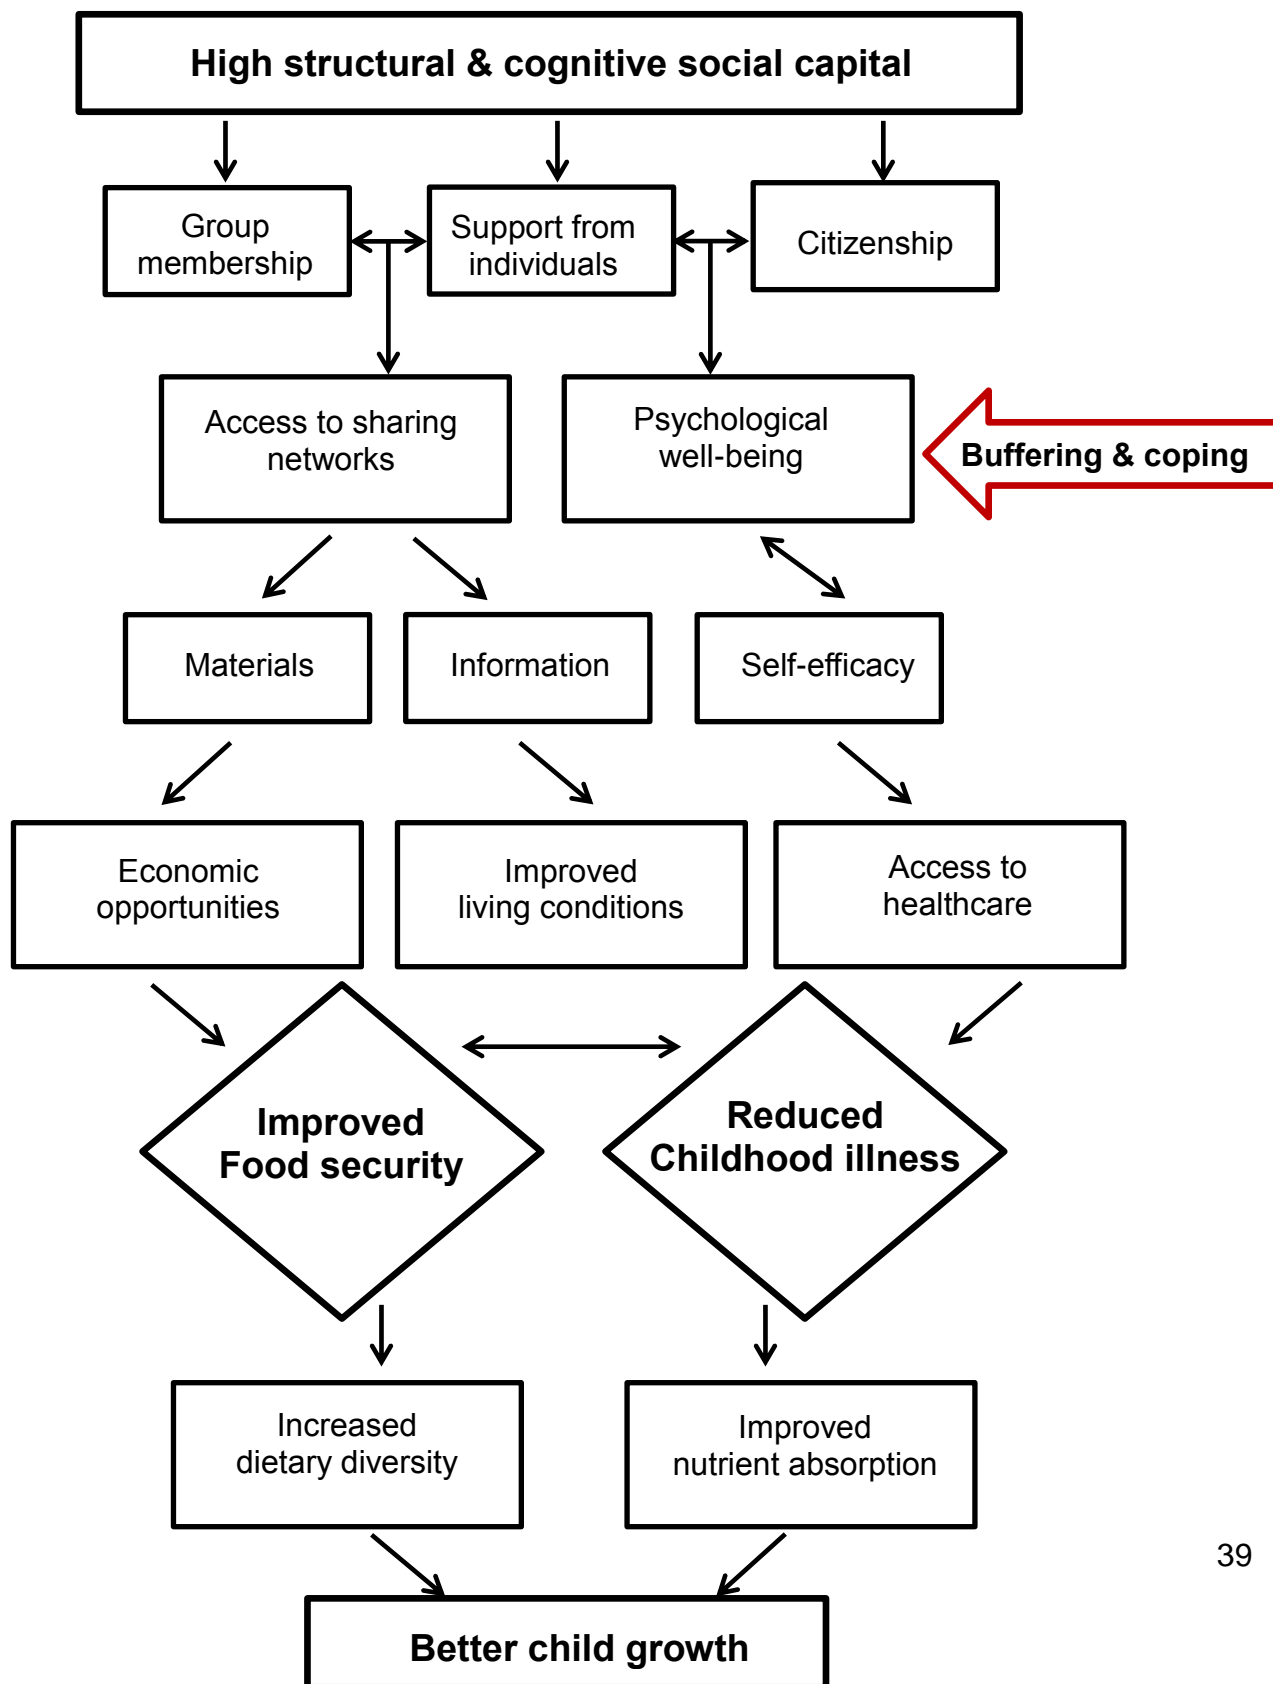 High structural & cognitive social capital
Group
membership
Support from
individuals
Citizenship
Access to sharing
networks
Psychological
well-being
Buffering & coping
Materials
Information
Self-efficacy
Economic
opportunities
Improved
living conditions
Access to
healthcare
Improved
Food security
Reduced
Childhood illness
Increased
dietary diversity
Improved
nutrient absorption
39
Better child growth